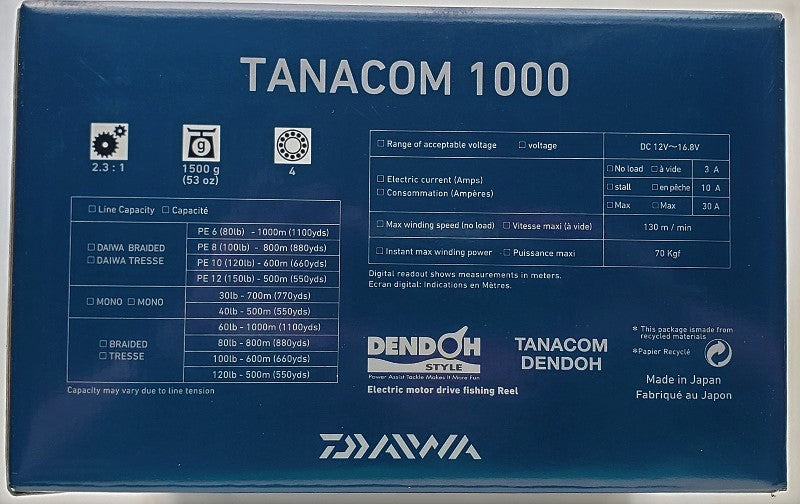 TANACOM 1000
2.3 : 1
g
1500 g
(53 oz)
4
□ Line Capacity □ Capacité
□ DAIWA BRAIDED
□ DAIWA TRESSE
PE 6 (80lb) - 1000m (1100yds)
PE 8 (100lb) - 800m (880yds)
PE 10 (120lb) - 600m (660yds)
PE 12 (150lb) - 500m (550yds)
□ MONO □ MONO
30lb - 700m (770yds)
40lb - 500m (550yds)
□ BRAIDED
□ TRESSE
60lb - 1000m (1100yds)
80lb - 800m (880yds)
100lb - 600m (660yds)
120lb - 500m (550yds)
Capacity may vary due to line tension
□ Range of acceptable voltage □ voltage
DC 12V～16.8V
□ Electric current (Amps)
□ Consommation (Ampères)
□ No load □ à vide 3 A
□ stall □ en pêche 10 A
□ Max □ Max 30 A
□ Max winding speed (no load) □ Vitesse maxi (à vide)
130 m / min
□ Instant max winding power □ Puissance maxi
70 Kgf
Digital readout shows measurements in meters.
Ecran digital: Indications en Mètres.
DENDOH
STYLE
Power Assist Tackle Makes It More Fun
Electric motor drive fishing Reel
TANACOM
DENDOH
* This package ismade from
recycled materials
*Papier Recyclé
Made in Japan
Fabriqué au Japon
DAIWA